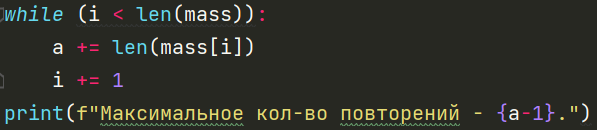 while (i < len(mass)):
    a += len(mass[i])
    i += 1
print(f"Максимальное кол-во повторений - {a-1}.")